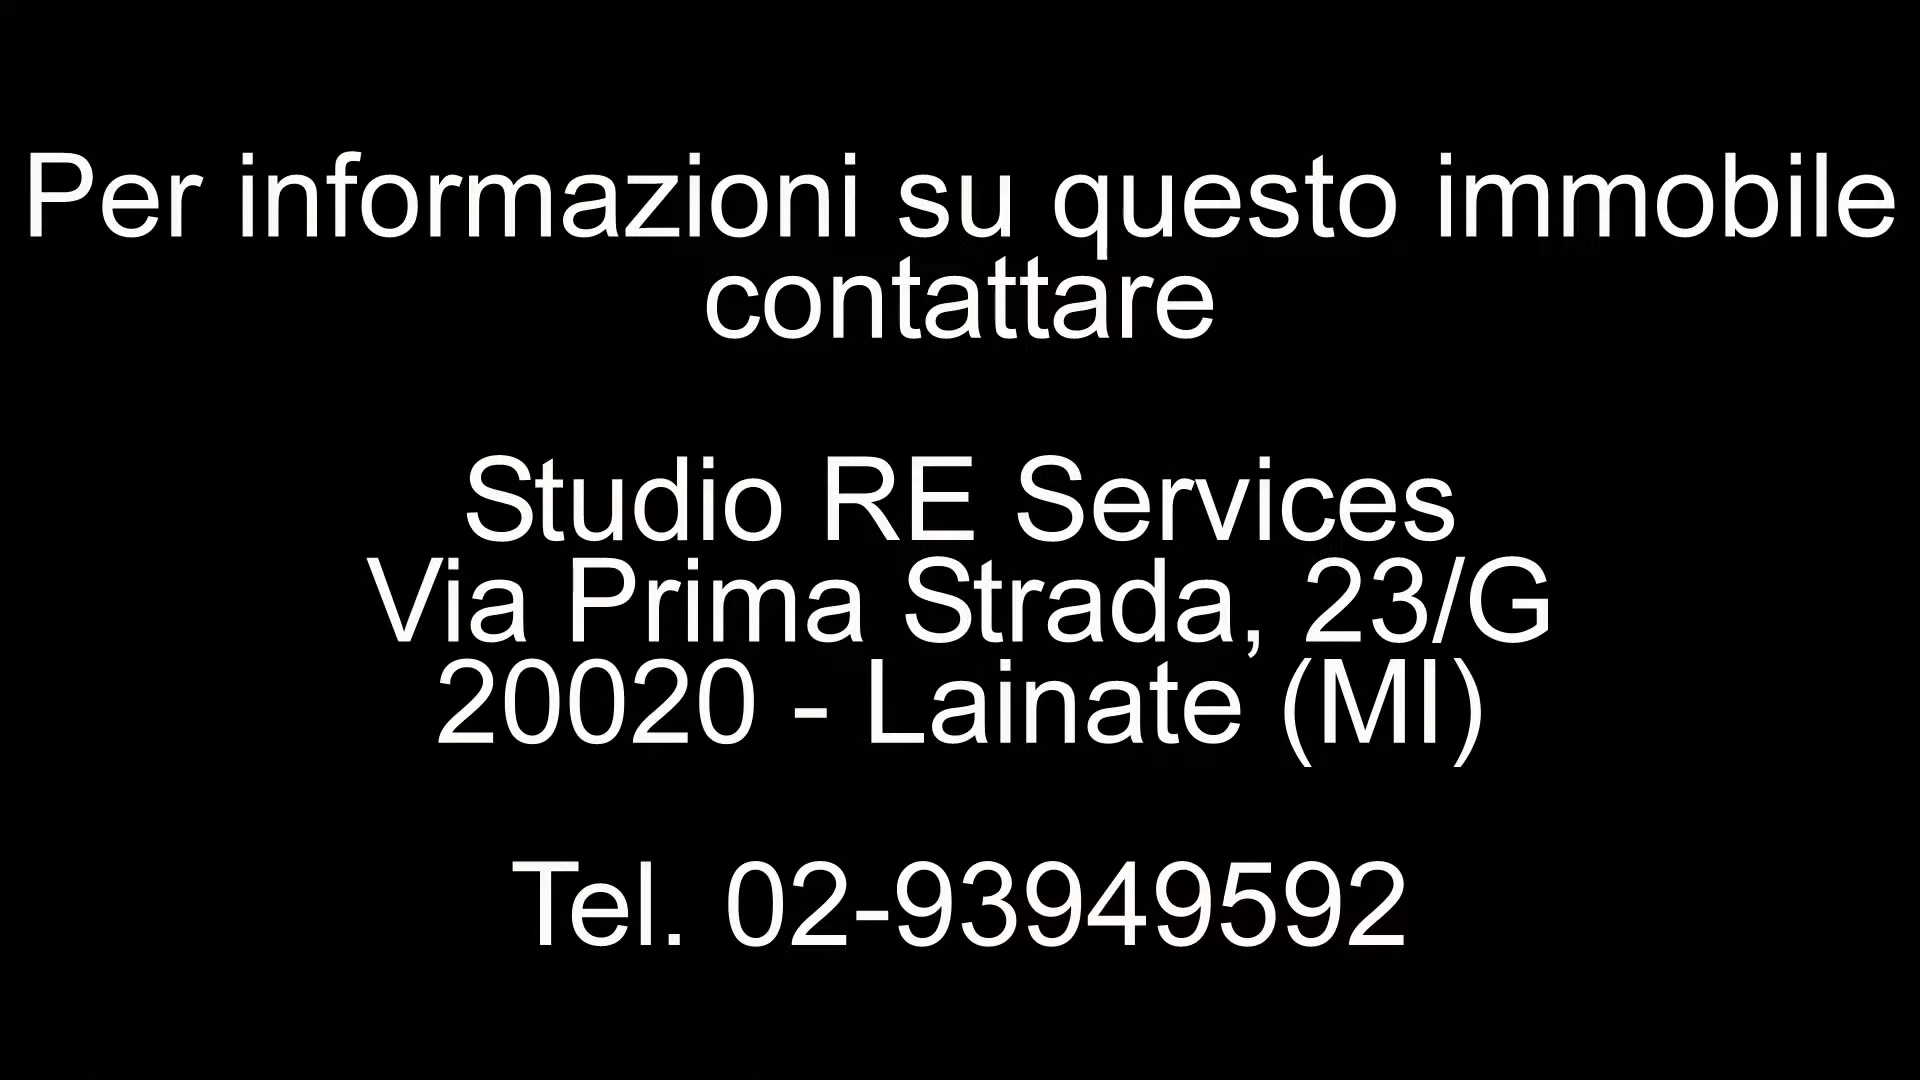 Per informazioni su questo immobile
contattare
Studio RE Services
Via Prima Strada, 23/G
20020 - Lainate (MI)
Tel. 02-93949592